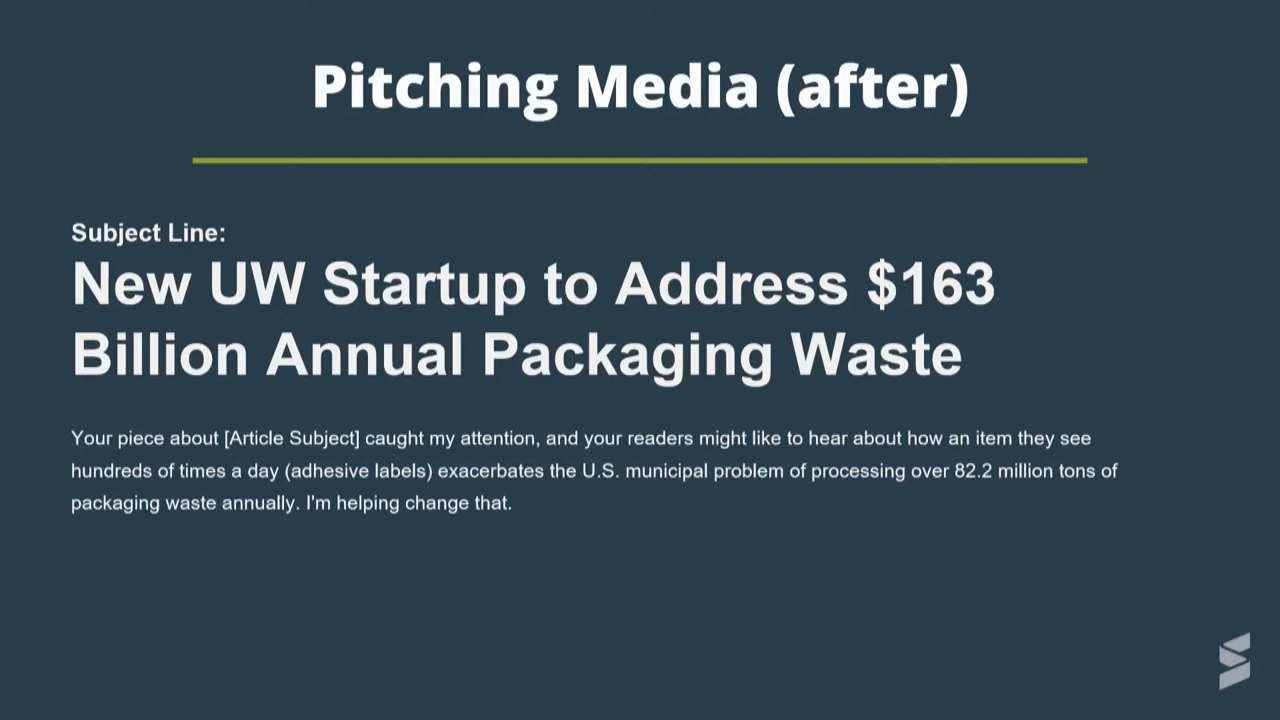 Pitching Media (after)
Subject Line:
New UW Startup to Address $163
Billion Annual Packaging Waste
Your piece about [Article Subject] caught my attention, and your readers might like to hear about how an item they see
hundreds of times a day (adhesive labels) exacerbates the U.S. municipal problem of processing over 82.2 million tons of
packaging waste annually. I'm helping change that.